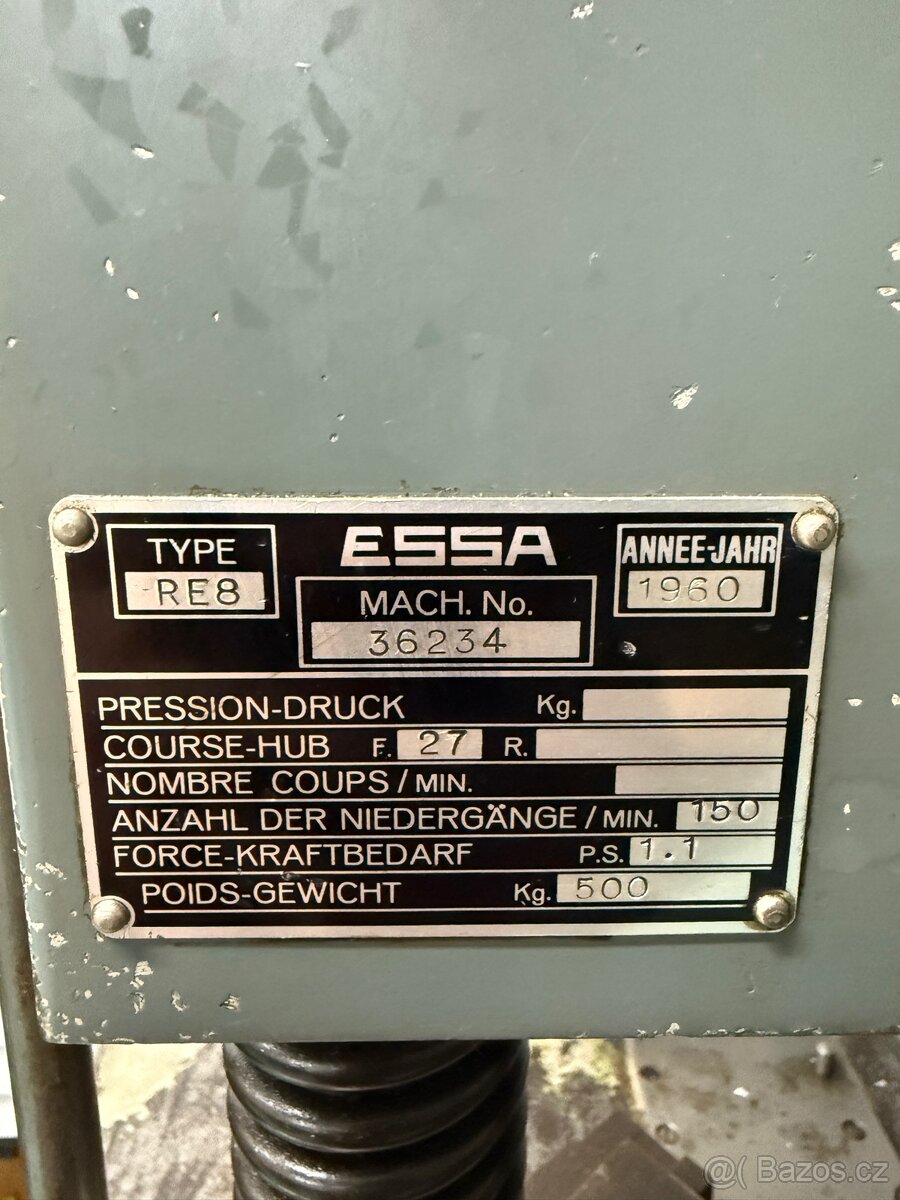 TYPE
RE8
ESSA
MACH. No.
36234
ANNEE-JAHR
1960
PRESSION-DRUCK Kg.
COURSE-HUB F. 27 R.
NOMBRE COUPS/MIN.
ANZAHL DER NIEDERGÄNGE/MIN. 150
FORCE-KRAFTBEDARF P.S. 1.1
POIDS-GEWICHT Kg. 500
@( Bazos.cz